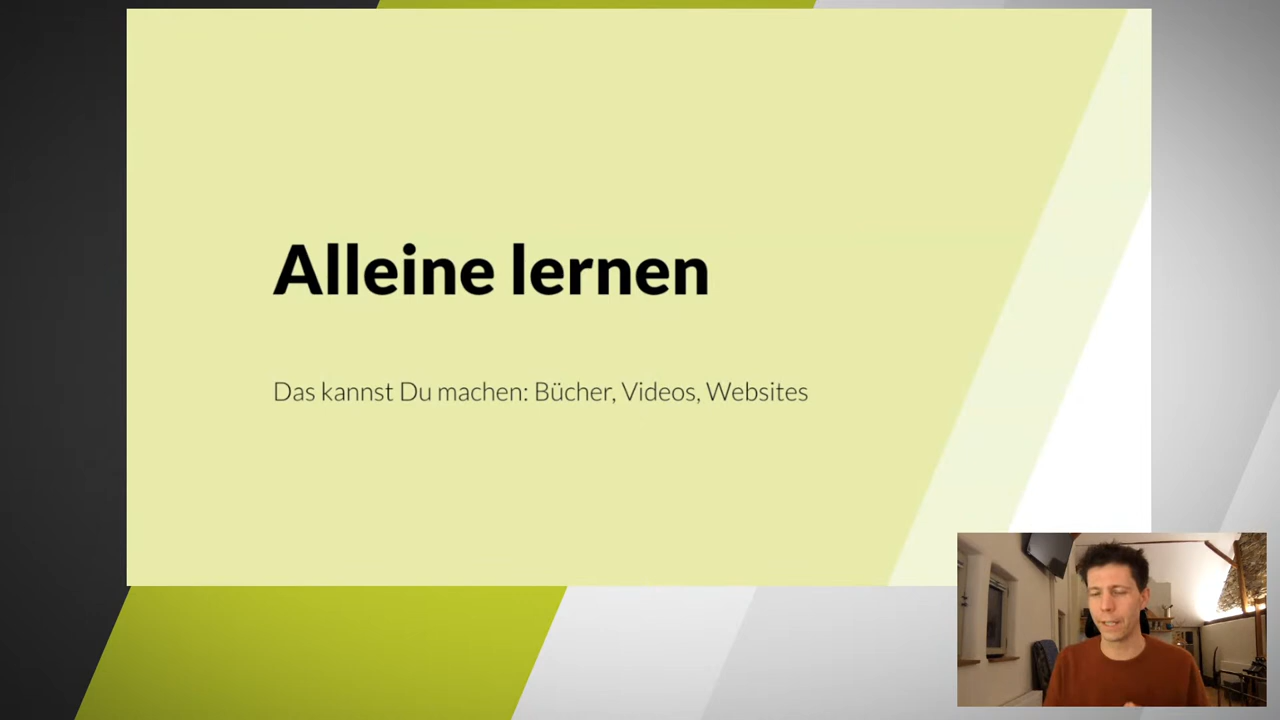 Alleine lernen
Das kannst Du machen: Bücher, Videos, Websites